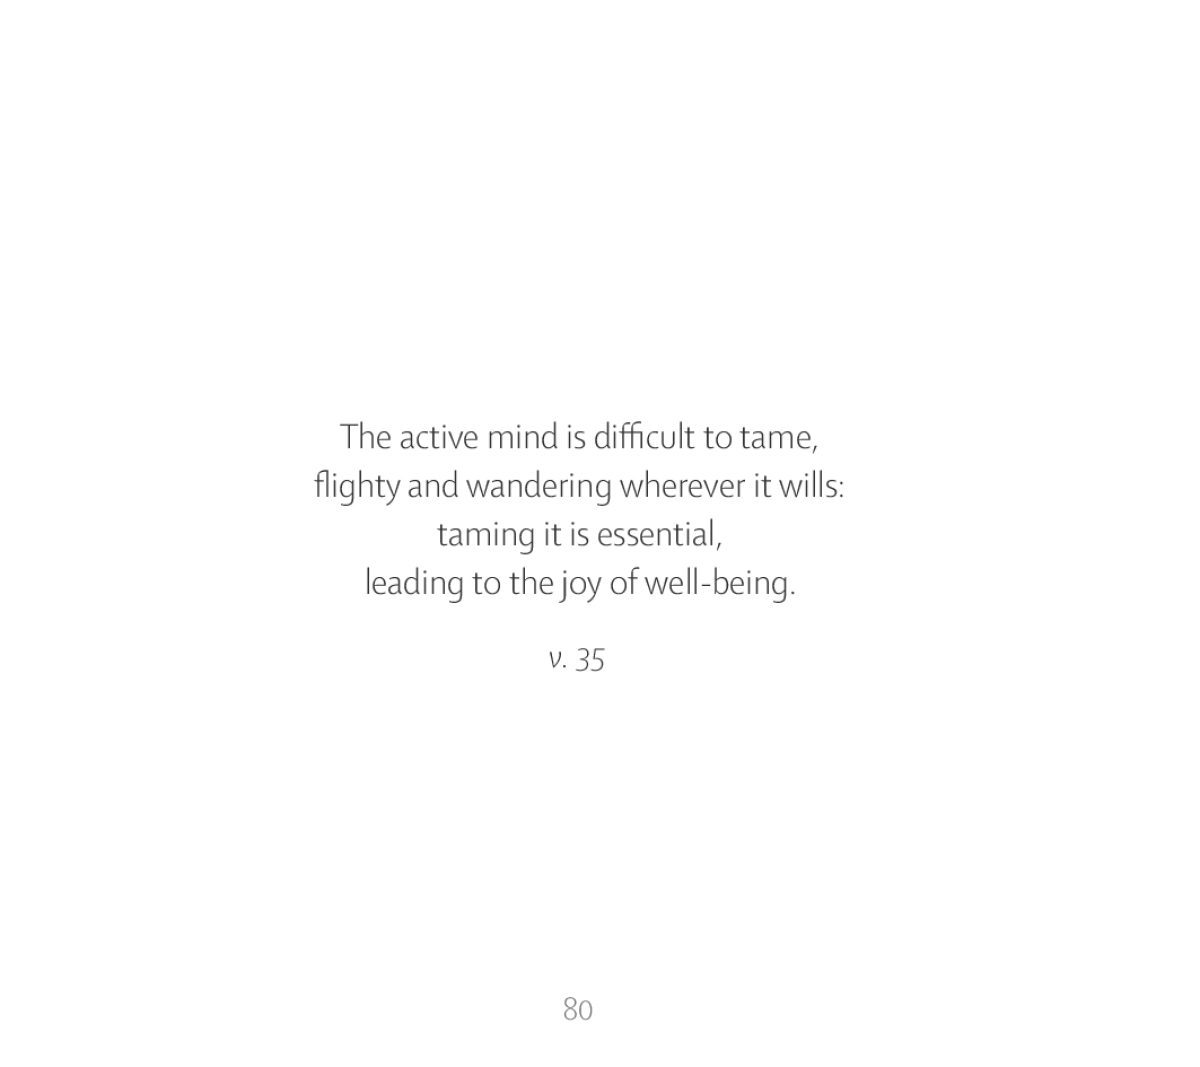 The active mind is difficult to tame,
flighty and wandering wherever it wills:
taming it is essential,
leading to the joy of well-being.
v. 35
80